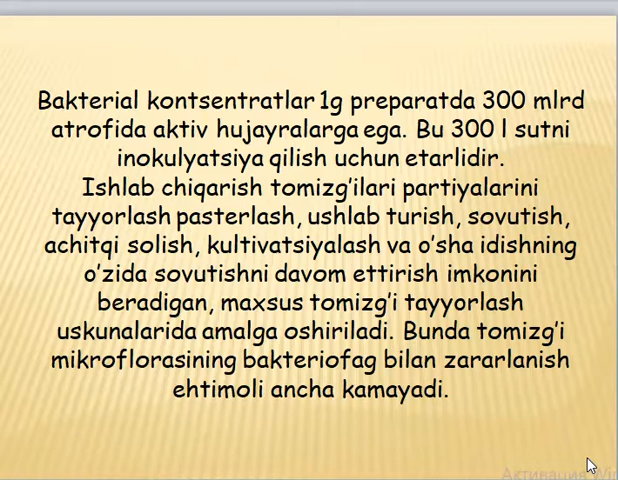 Bakterial kontsentratlar 1g preparatda 300 mlrd
atrofida aktiv hujayralarga ega. Bu 300 l sutni
inokulyatsiya qilish uchun etarlidir.
Ishlab chiqarish tomizg'ilari partiyalarini
tayyorlash pasterlash, ushlab turish, sovutish,
achitqi solish, kultivatsiyalash va o'sha idishning
o'zida sovutishni davom ettirish imkonini
beradigan, maxsus tomizg'i tayyorlash
uskunalarida amalga oshiriladi. Bunda tomizg'i
mikroflorasining bakteriofag bilan zararlanish
ehtimoli ancha kamayadi.
Активация Wi